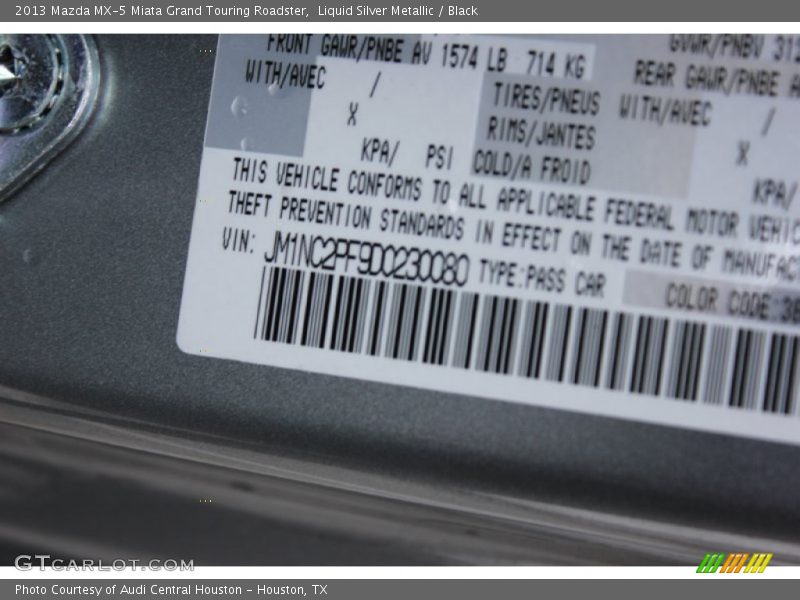 2013 Mazda MX-5 Miata Grand Touring Roadster,  Liquid Silver Metallic / Black
FRONT GAWR/PNBE AV 1574 LB 714 KG GVWR/PNBV
WITH/AVEC / TIRES/PNEUS REAR GAWR/PNBE
X RIMS/JANTES WITH/AVEC /
KPA/ PSI COLD/A FROID X
KPA/
THIS VEHICLE CONFORMS TO ALL APPLICABLE FEDERAL MOTOR
THEFT PREVENTION STANDARDS IN EFFECT ON THE DATE OF
VIN: JM1NC2PF9D0230080 TYPE:PASS CAR
COLOR CODE
GTCARLOT.COM
Photo Courtesy of Audi Central Houston - Houston, TX